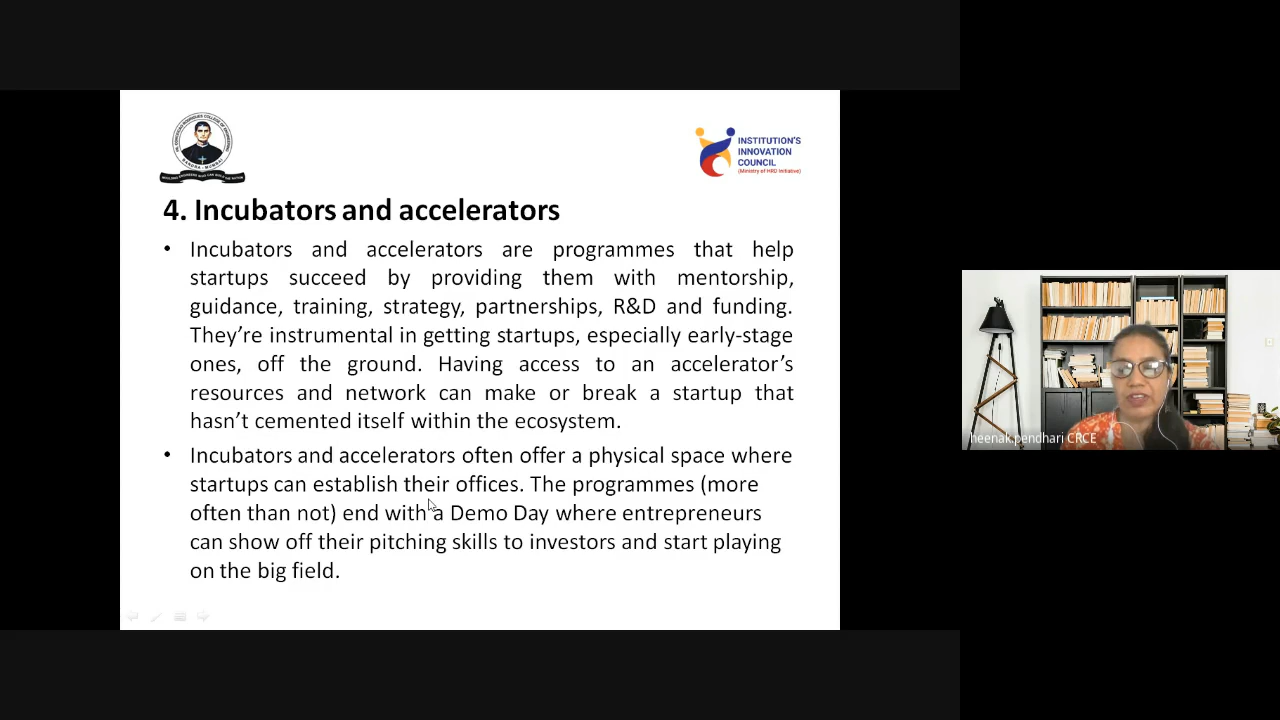 INSTITUTION'S
INNOVATION
COUNCIL
(Ministry of HRD Initiative)
4. Incubators and accelerators
• Incubators and accelerators are programmes that help
startups succeed by providing them with mentorship,
guidance, training, strategy, partnerships, R&D and funding.
They're instrumental in getting startups, especially early-stage
ones, off the ground. Having access to an accelerator's
resources and network can make or break a startup that
hasn't cemented itself within the ecosystem.
• Incubators and accelerators often offer a physical space where
startups can establish their offices. The programmes (more
often than not) end with a Demo Day where entrepreneurs
can show off their pitching skills to investors and start playing
on the big field.
heenak.pendhari CRCE